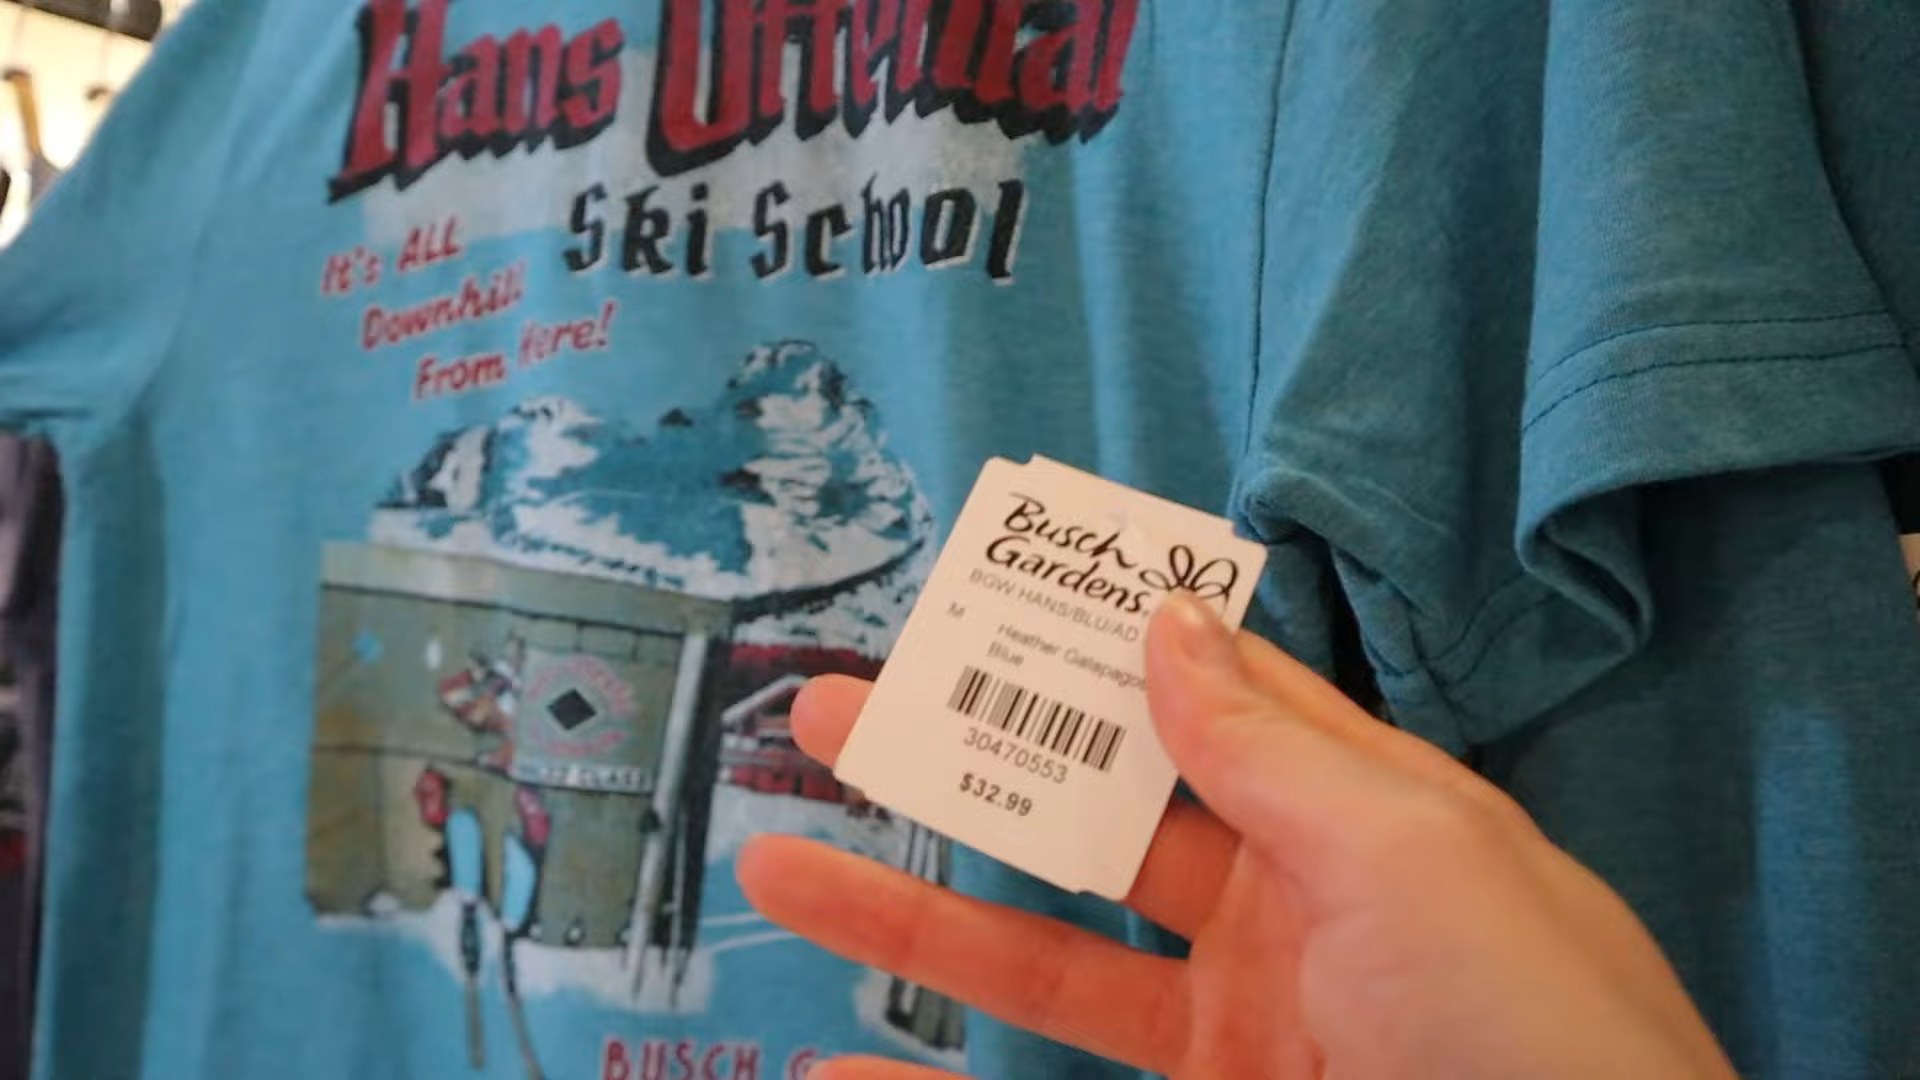 Hans
Ski School
It's ALL
Downhill
From Here!
Busch
Gardens.
BGW HANS/BLU/AD
M
Heather Galapagos
Blue
30470553
$32.99
CLASS
BUSCH G